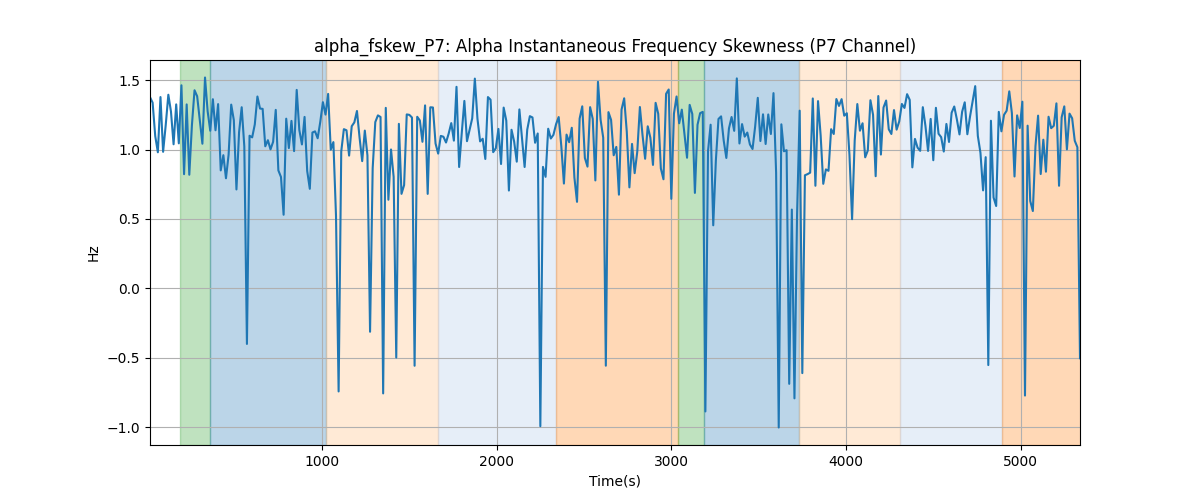 alpha_fskew_P7: Alpha Instantaneous Frequency Skewness (P7 Channel)
1.5
1.0
0.5
0.0
−0.5
−1.0
Hz
1000 2000 3000 4000 5000
Time(s)